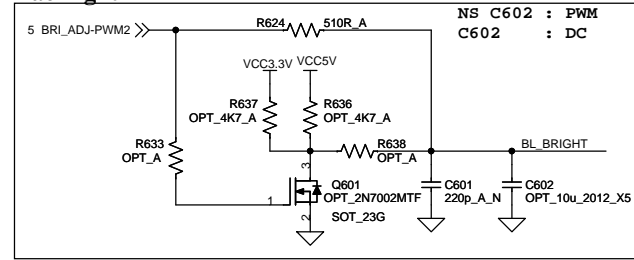 NS C602 : PWM
C602 : DC
R624
510R_A
5 BRI_ADJ-PWM2
VCC3.3V
VCC5V
R637
OPT_4K7_A
R636
OPT_4K7_A
R633
OPT_A
R638
OPT_A
BL_BRIGHT
3
Q601
OPT_2N7002MTF
1
2
SOT_23G
C601
220p_A_N
C602
OPT_10u_2012_X5